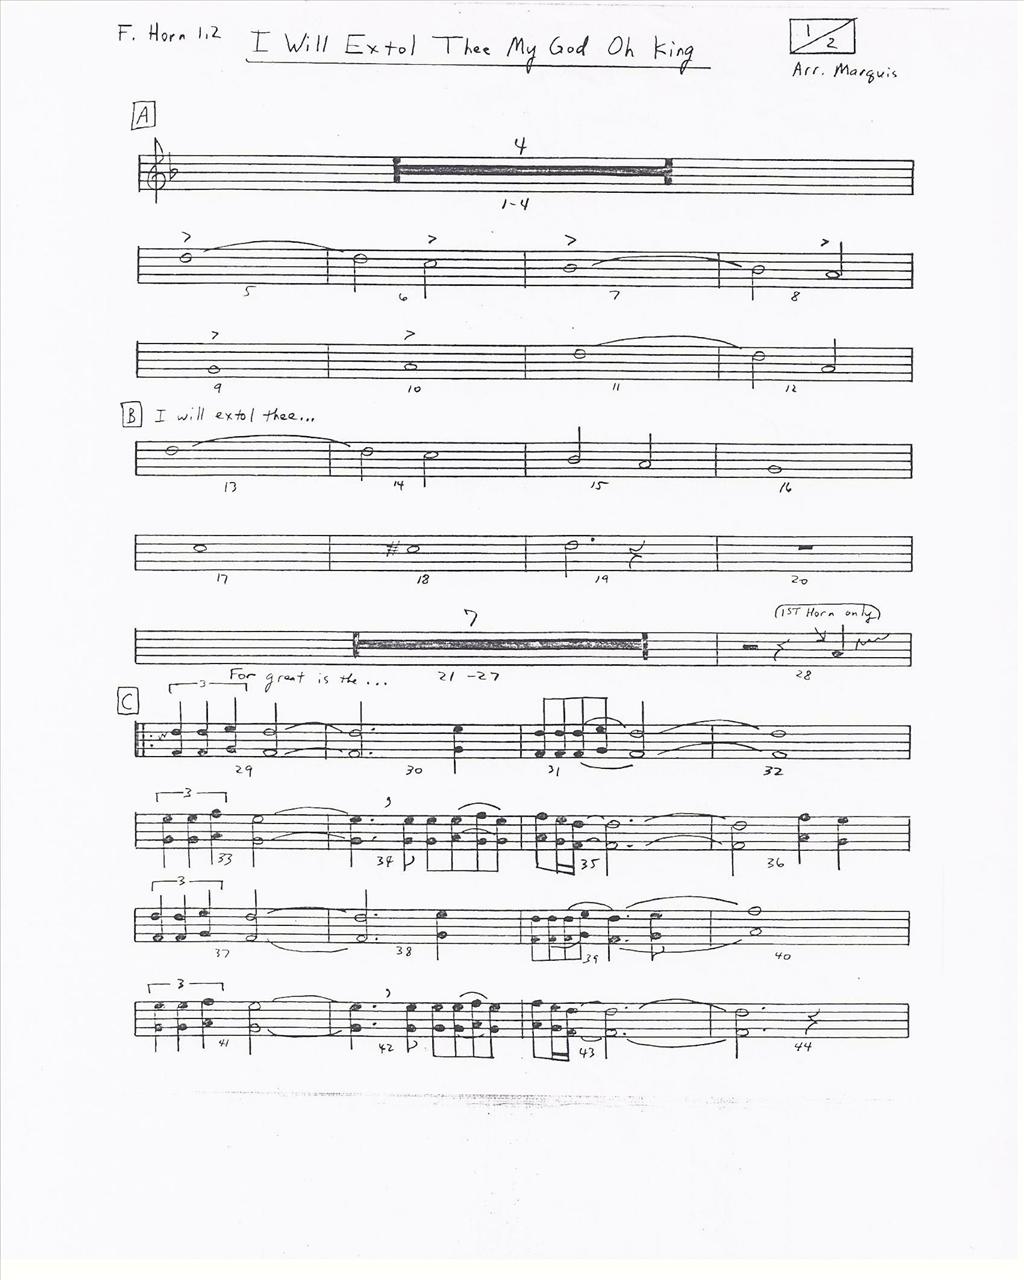 F. Horn 1,2
I Will Extol Thee My God Oh King
1/2
Arr. Marquis
A
4
1-4
5 6 7 8
9 10 11 12
B I will extol thee...
13 14 15 16
17 18 19 20
7
1ST Horn only
For great is the... 21-27 28
C
3
29 30 31 32
3
33 34 35 36
3
37 38 39 40
3
41 42 43 44